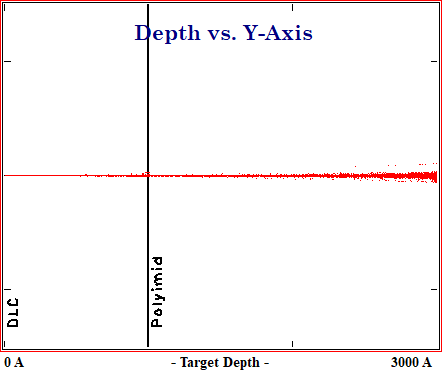 Depth vs. Y-Axis
DLC
Polyimid
0 A
- Target Depth -
3000 A